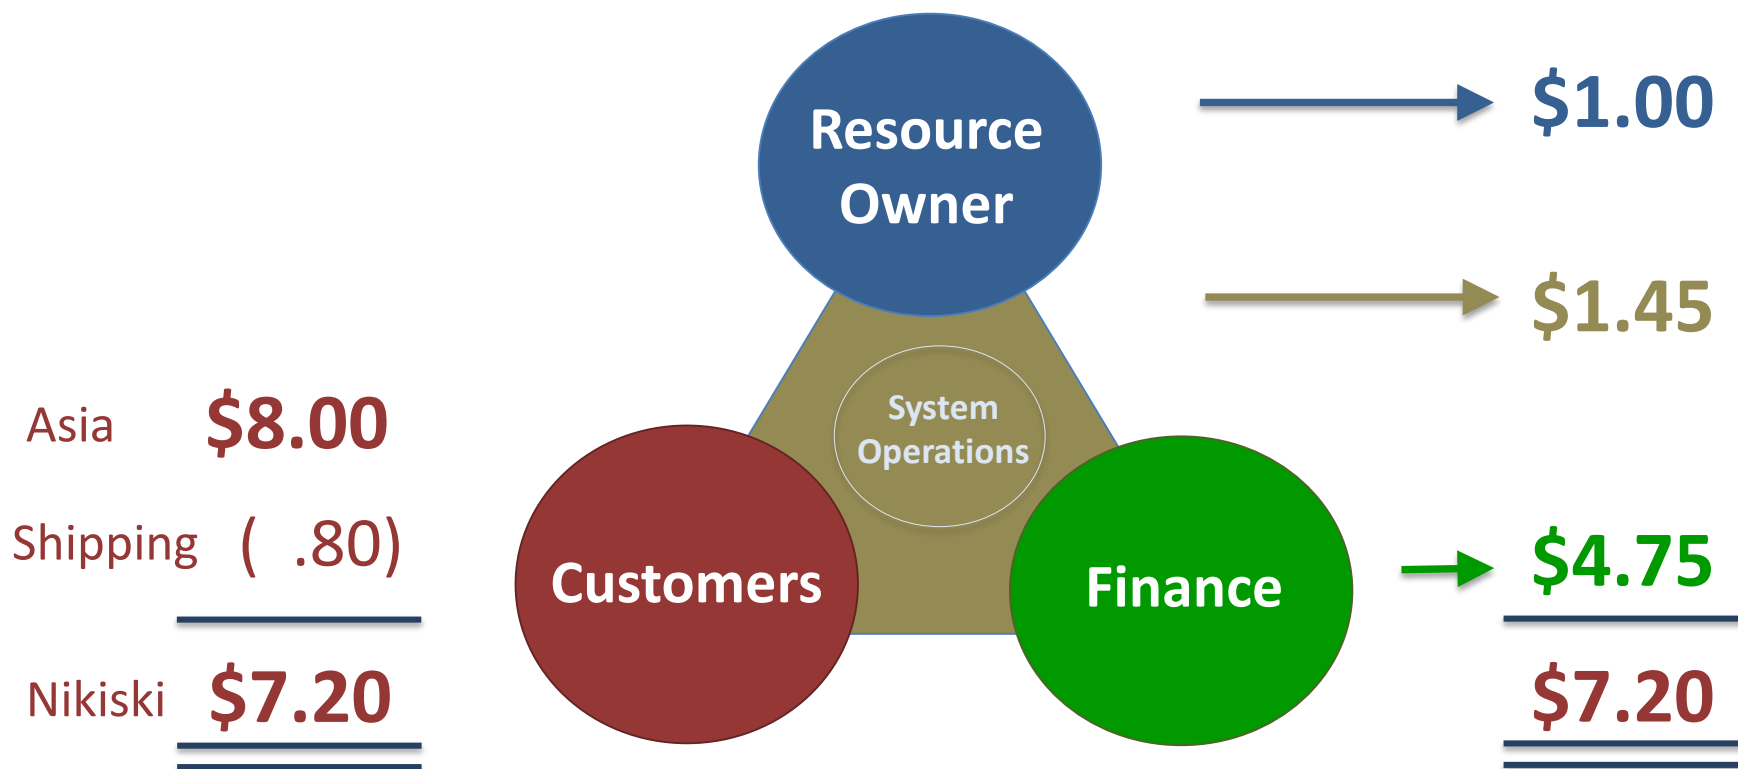 Resource
Owner
$1.00
$1.45
System
Operations
Asia $8.00
Shipping ( .80)
Customers
Finance
$4.75
Nikiski $7.20
$7.20